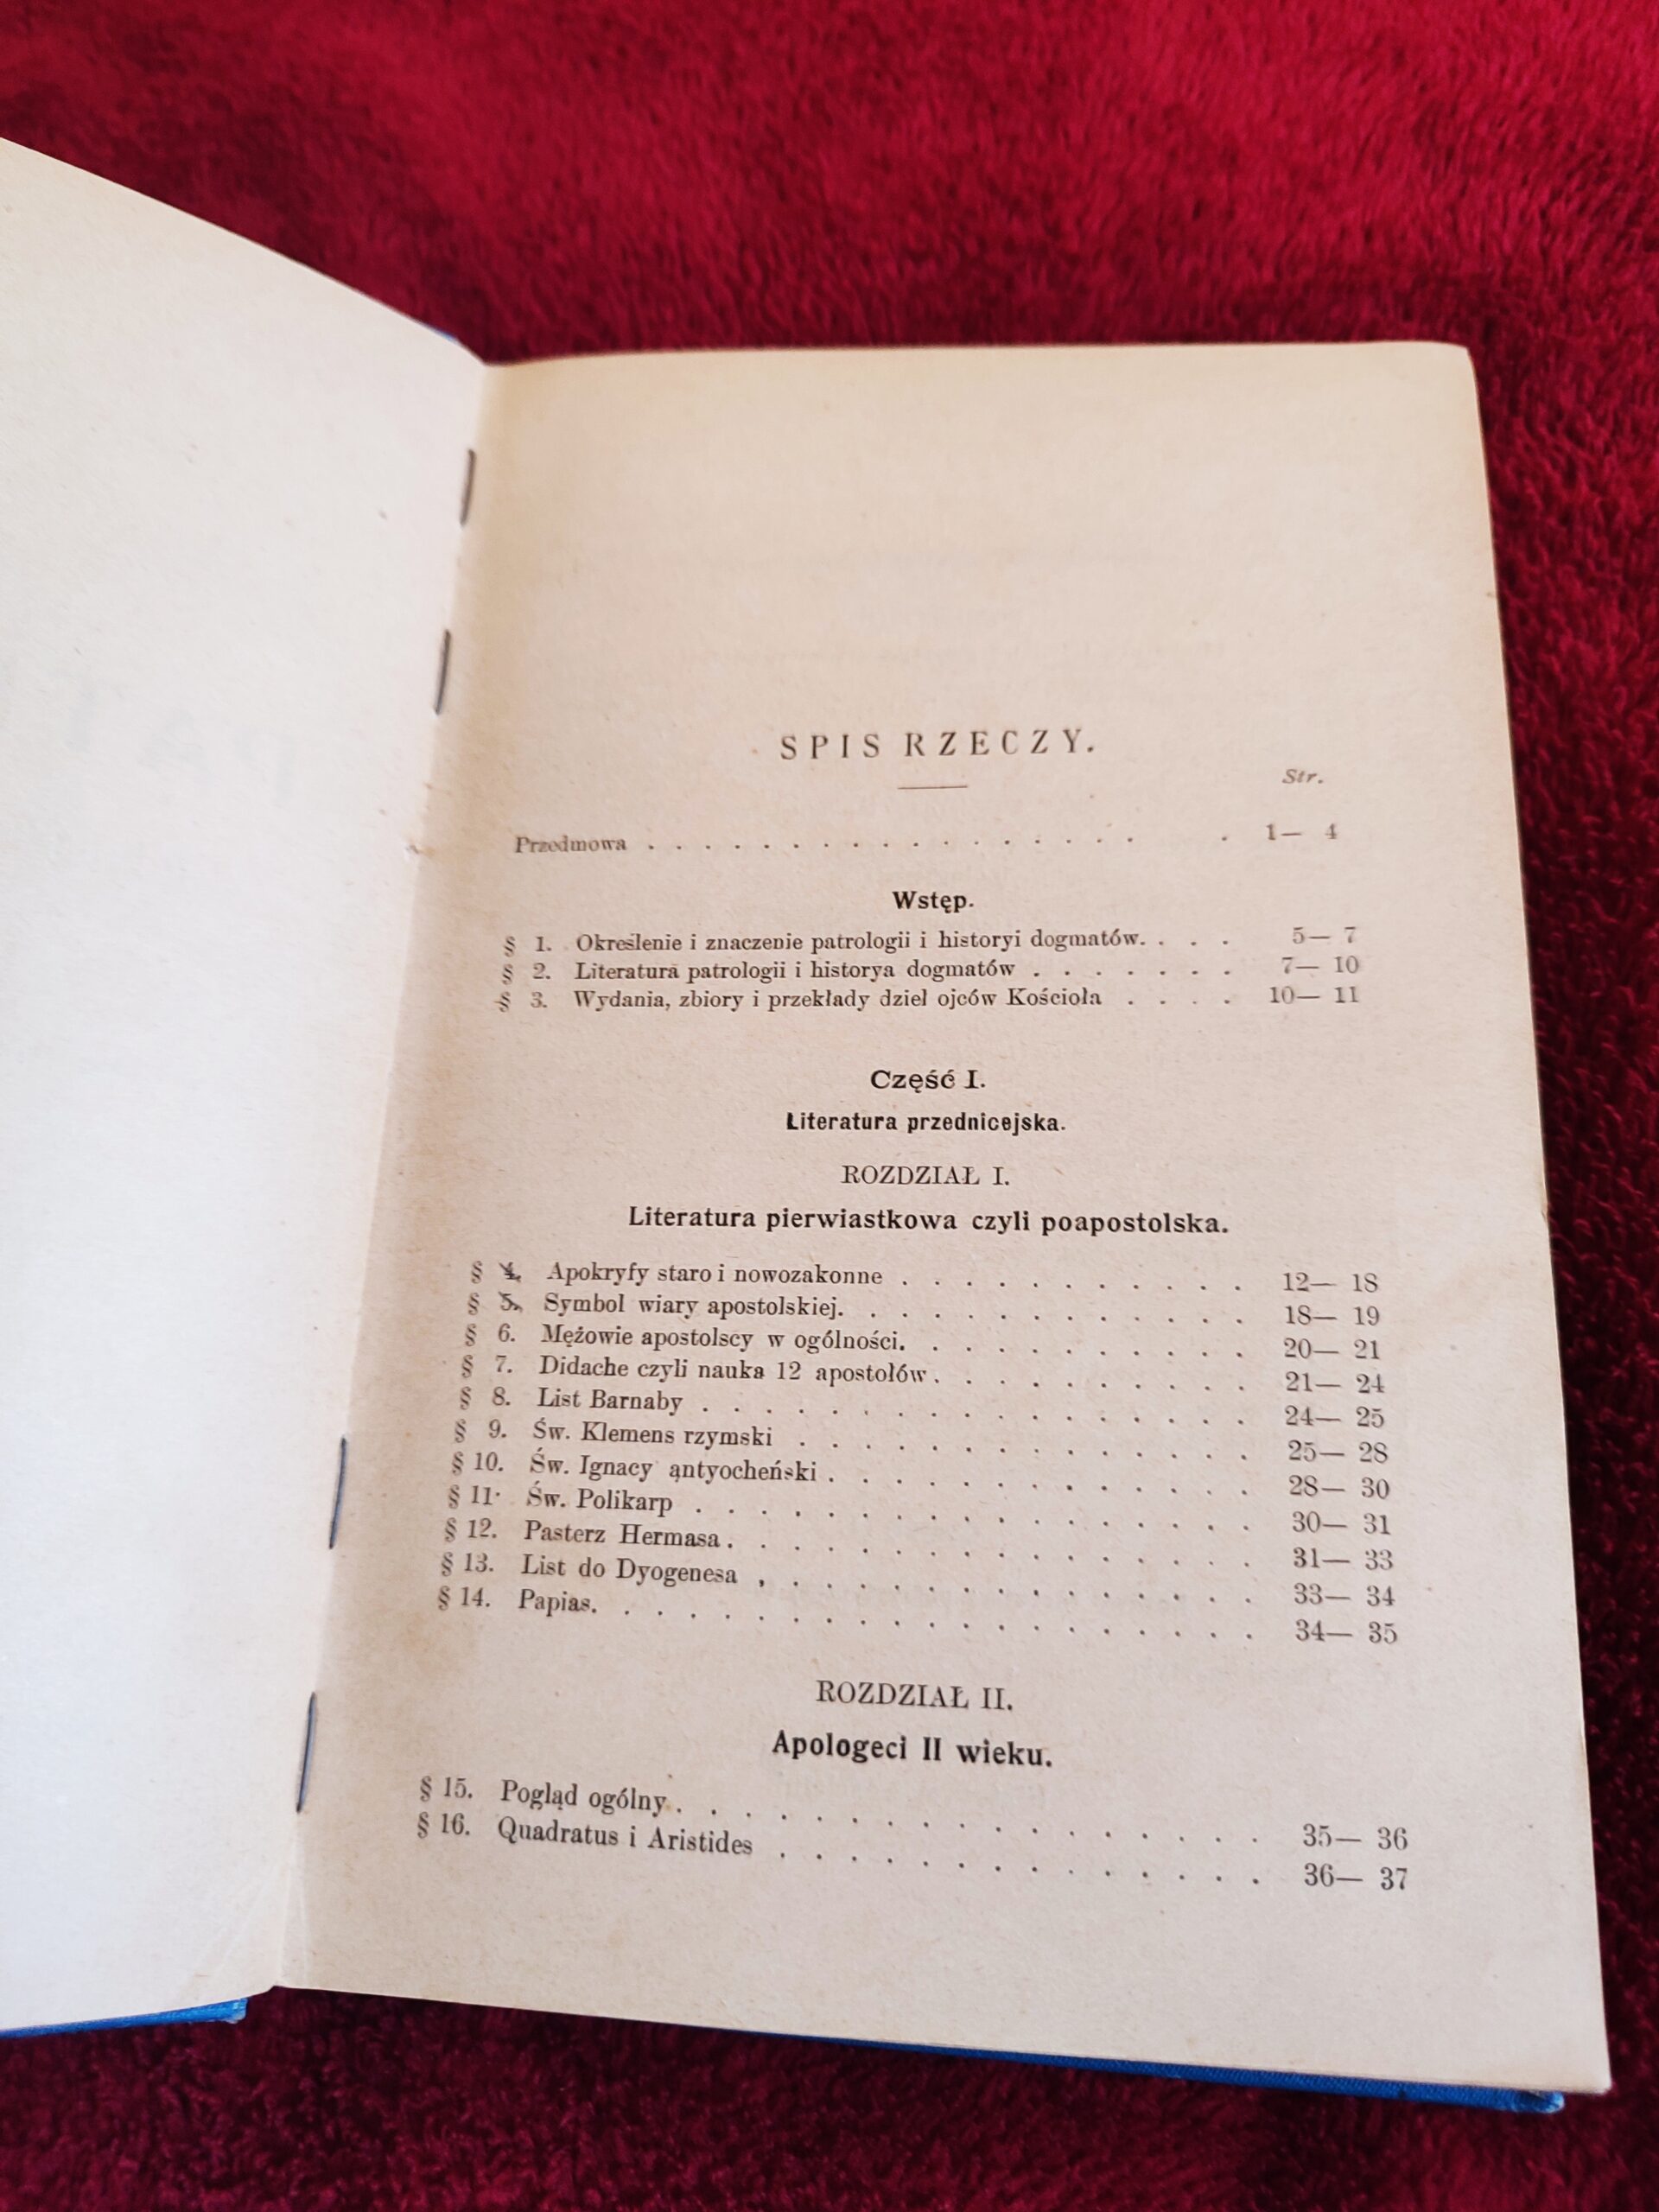 SPIS RZECZY.
Str.
Przedmowa . . . . . . . . . . . . . . . . . . 1— 4
Wstęp.
§ 1. Określenie i znaczenie patrologii i historyi dogmatów. . . . 5— 7
§ 2. Literatura patrologii i historya dogmatów . . . . . . . 7— 10
§ 3. Wydania, zbiory i przekłady dzieł ojców Kościoła . . . . 10— 11
Część I.
Literatura przednicejska.
ROZDZIAŁ I.
Literatura pierwiastkowa czyli poapostolska.
§ 4. Apokryfy staro i nowozakonne . . . . . . . . . . . 12— 18
§ 5. Symbol wiary apostolskiej. . . . . . . . . . . . . 18— 19
§ 6. Mężowie apostolscy w ogólności. . . . . . . . . . . 20— 21
§ 7. Didache czyli nauka 12 apostołów . . . . . . . . . . 21— 24
§ 8. List Barnaby . . . . . . . . . . . . . . . . . 24— 25
§ 9. Św. Klemens rzymski . . . . . . . . . . . . . . 25— 28
§ 10. Św. Ignacy antyocheński . . . . . . . . . . . . . 28— 30
§ 11. Św. Polikarp . . . . . . . . . . . . . . . . . 30— 31
§ 12. Pasterz Hermasa . . . . . . . . . . . . . . . . 31— 33
§ 13. List do Dyogenesa , . . . . . . . . . . . . . . 33— 34
§ 14. Papias. . . . . . . . . . . . . . . . . . . . 34— 35
ROZDZIAŁ II.
Apologeci II wieku.
§ 15. Pogląd ogólny . . . . . . . . . . . . . . . . . 35— 36
§ 16. Quadratus i Aristides . . . . . . . . . . . . . . 36— 37